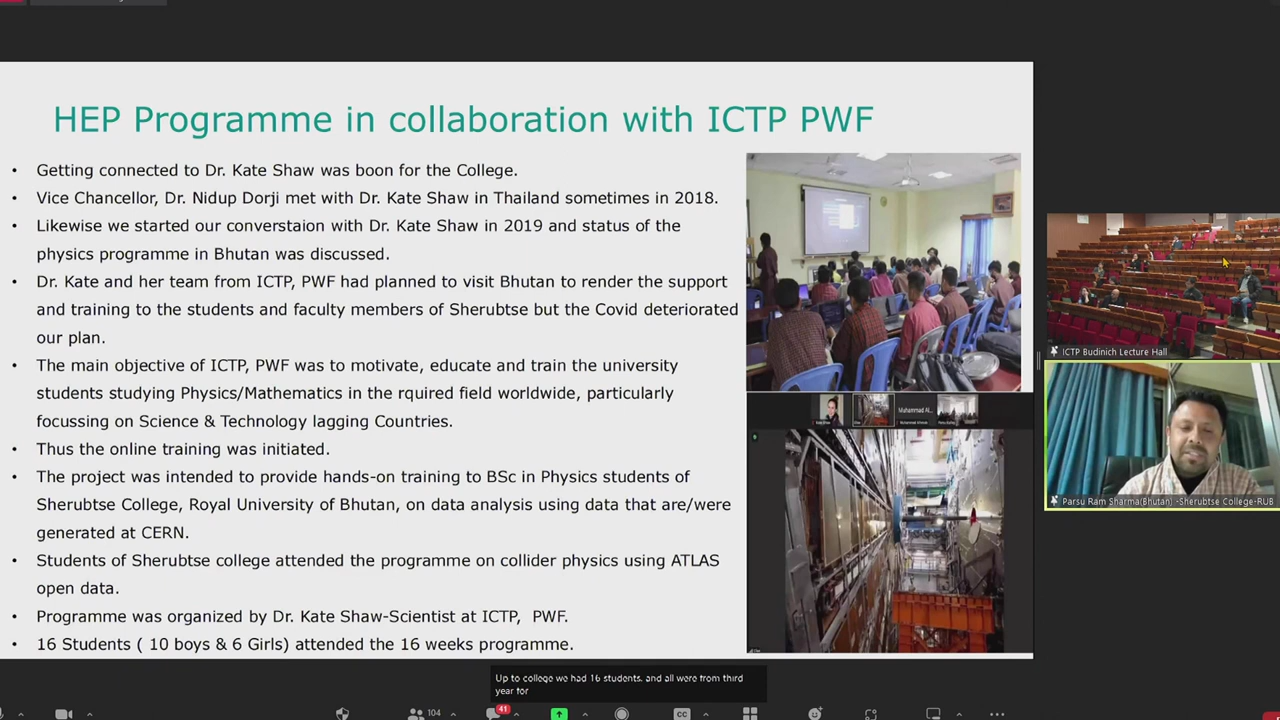 HEP Programme in collaboration with ICTP PWF
• Getting connected to Dr. Kate Shaw was boon for the College.
• Vice Chancellor, Dr. Nidup Dorji met with Dr. Kate Shaw in Thailand sometimes in 2018.
• Likewise we started our converstaion with Dr. Kate Shaw in 2019 and status of the
physics programme in Bhutan was discussed.
• Dr. Kate and her team from ICTP, PWF had planned to visit Bhutan to render the support
and training to the students and faculty members of Sherubtse but the Covid deteriorated
our plan.
• The main objective of ICTP, PWF was to motivate, educate and train the university
students studying Physics/Mathematics in the rquired field worldwide, particularly
focussing on Science & Technology lagging Countries.
• Thus the online training was initiated.
• The project was intended to provide hands-on training to BSc in Physics students of
Sherubtse College, Royal University of Bhutan, on data analysis using data that are/were
generated at CERN.
• Students of Sherubtse college attended the programme on collider physics using ATLAS
open data.
• Programme was organized by Dr. Kate Shaw-Scientist at ICTP, PWF.
• 16 Students ( 10 boys & 6 Girls) attended the 16 weeks programme.
Muhammad Al...
ICTP Budinich Lecture Hall
Parsu Ram Sharma(Bhutan) -Sherubtse College-RUB
Up to college we had 16 students. and all were from third
year for
104
41
CC